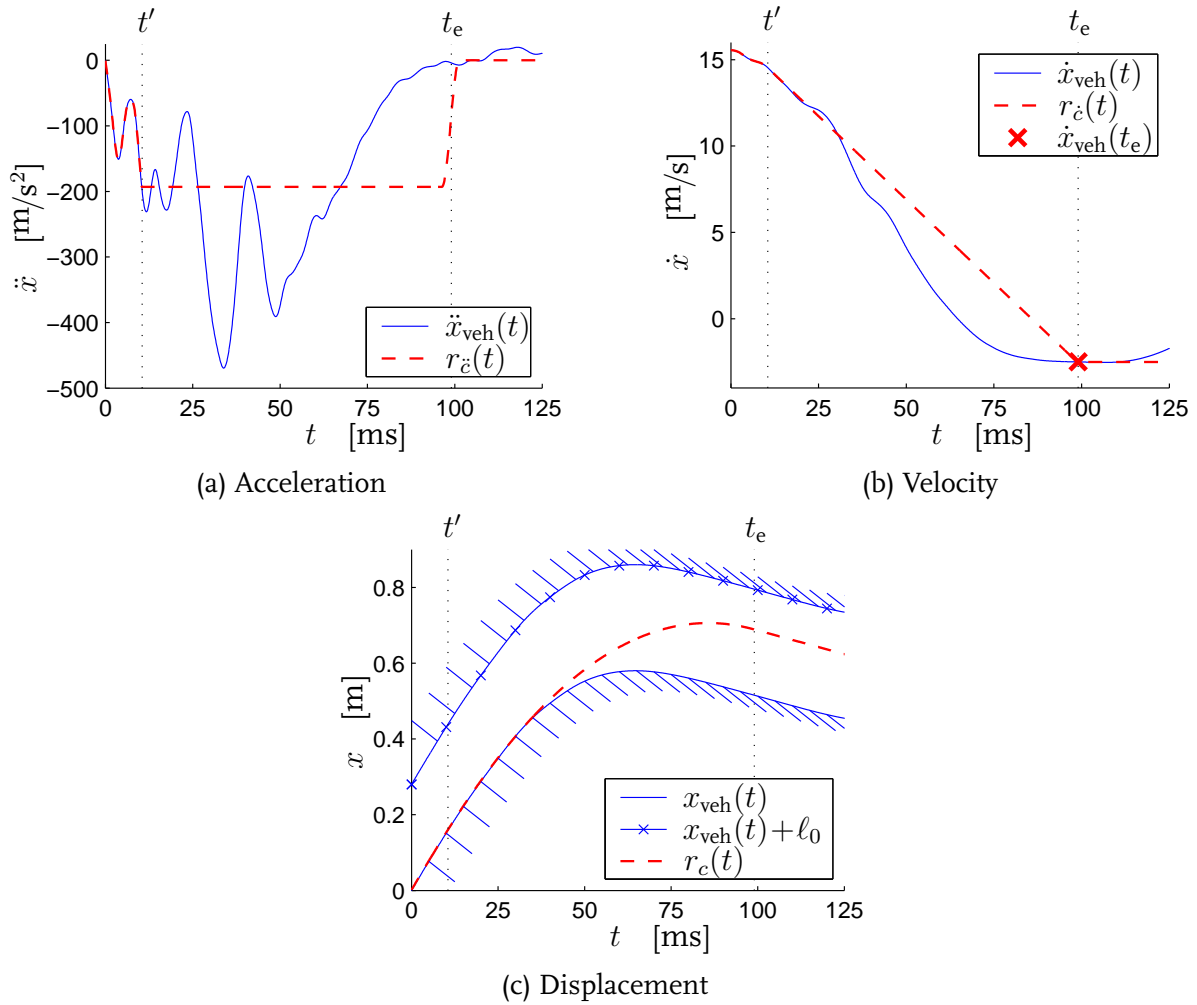 t′ t_e
0
−100
−200
−300
−400
−500
ẍ [m/s²]
ẍ_veh(t)
r_c̈(t)
0 25 50 75 100 125
t [ms]
(a) Acceleration
t′ t_e
15
10
5
0
ẋ [m/s]
ẋ_veh(t)
r_ċ(t)
ẋ_veh(t_e)
0 25 50 75 100 125
t [ms]
(b) Velocity
t′ t_e
0.8
0.6
0.4
0.2
0
x [m]
x_veh(t)
x_veh(t)+ℓ_0
r_c(t)
0 25 50 75 100 125
t [ms]
(c) Displacement